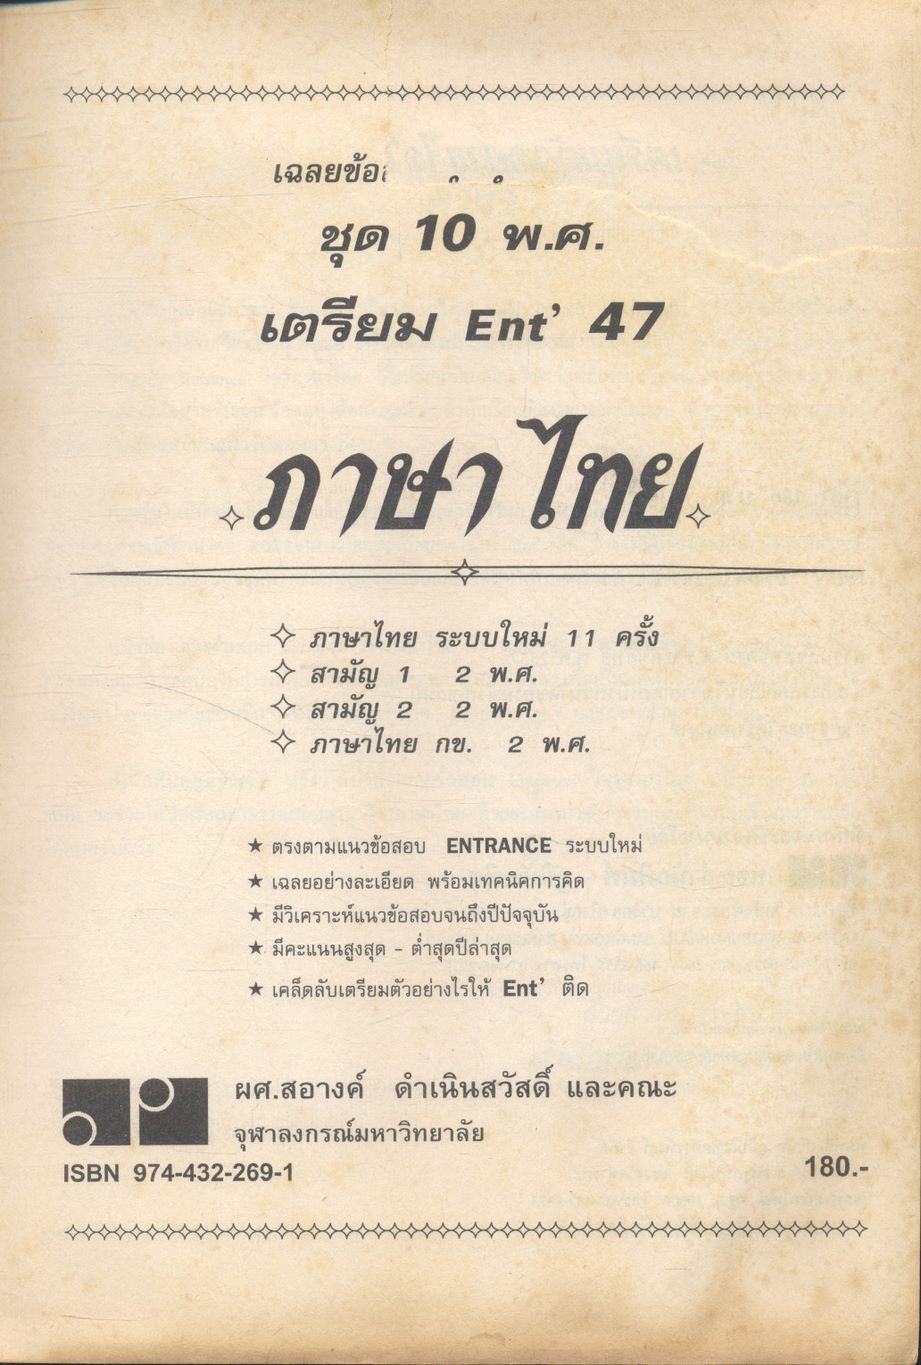 เฉลยข้อ
ชุด 10 พ.ศ.
เตรียม Ent' 47
ภาษาไทย
ภาษาไทย ระบบใหม่ 11 ครั้ง
สามัญ 1 2 พ.ศ.
สามัญ 2 2 พ.ศ.
ภาษาไทย กข. 2 พ.ศ.
★ ตรงตามแนวข้อสอบ ENTRANCE ระบบใหม่
★ เฉลยอย่างละเอียด พร้อมเทคนิคการคิด
★ มีวิเคราะห์แนวข้อสอบจนถึงปีปัจจุบัน
★ มีคะแนนสูงสุด - ต่ำสุดปีล่าสุด
★ เคล็ดลับเตรียมตัวอย่างไรให้ Ent' ติด
ผศ.สอางค์ ดำเนินสวัสดิ์ และคณะ
จุฬาลงกรณ์มหาวิทยาลัย
ISBN 974-432-269-1
180.-